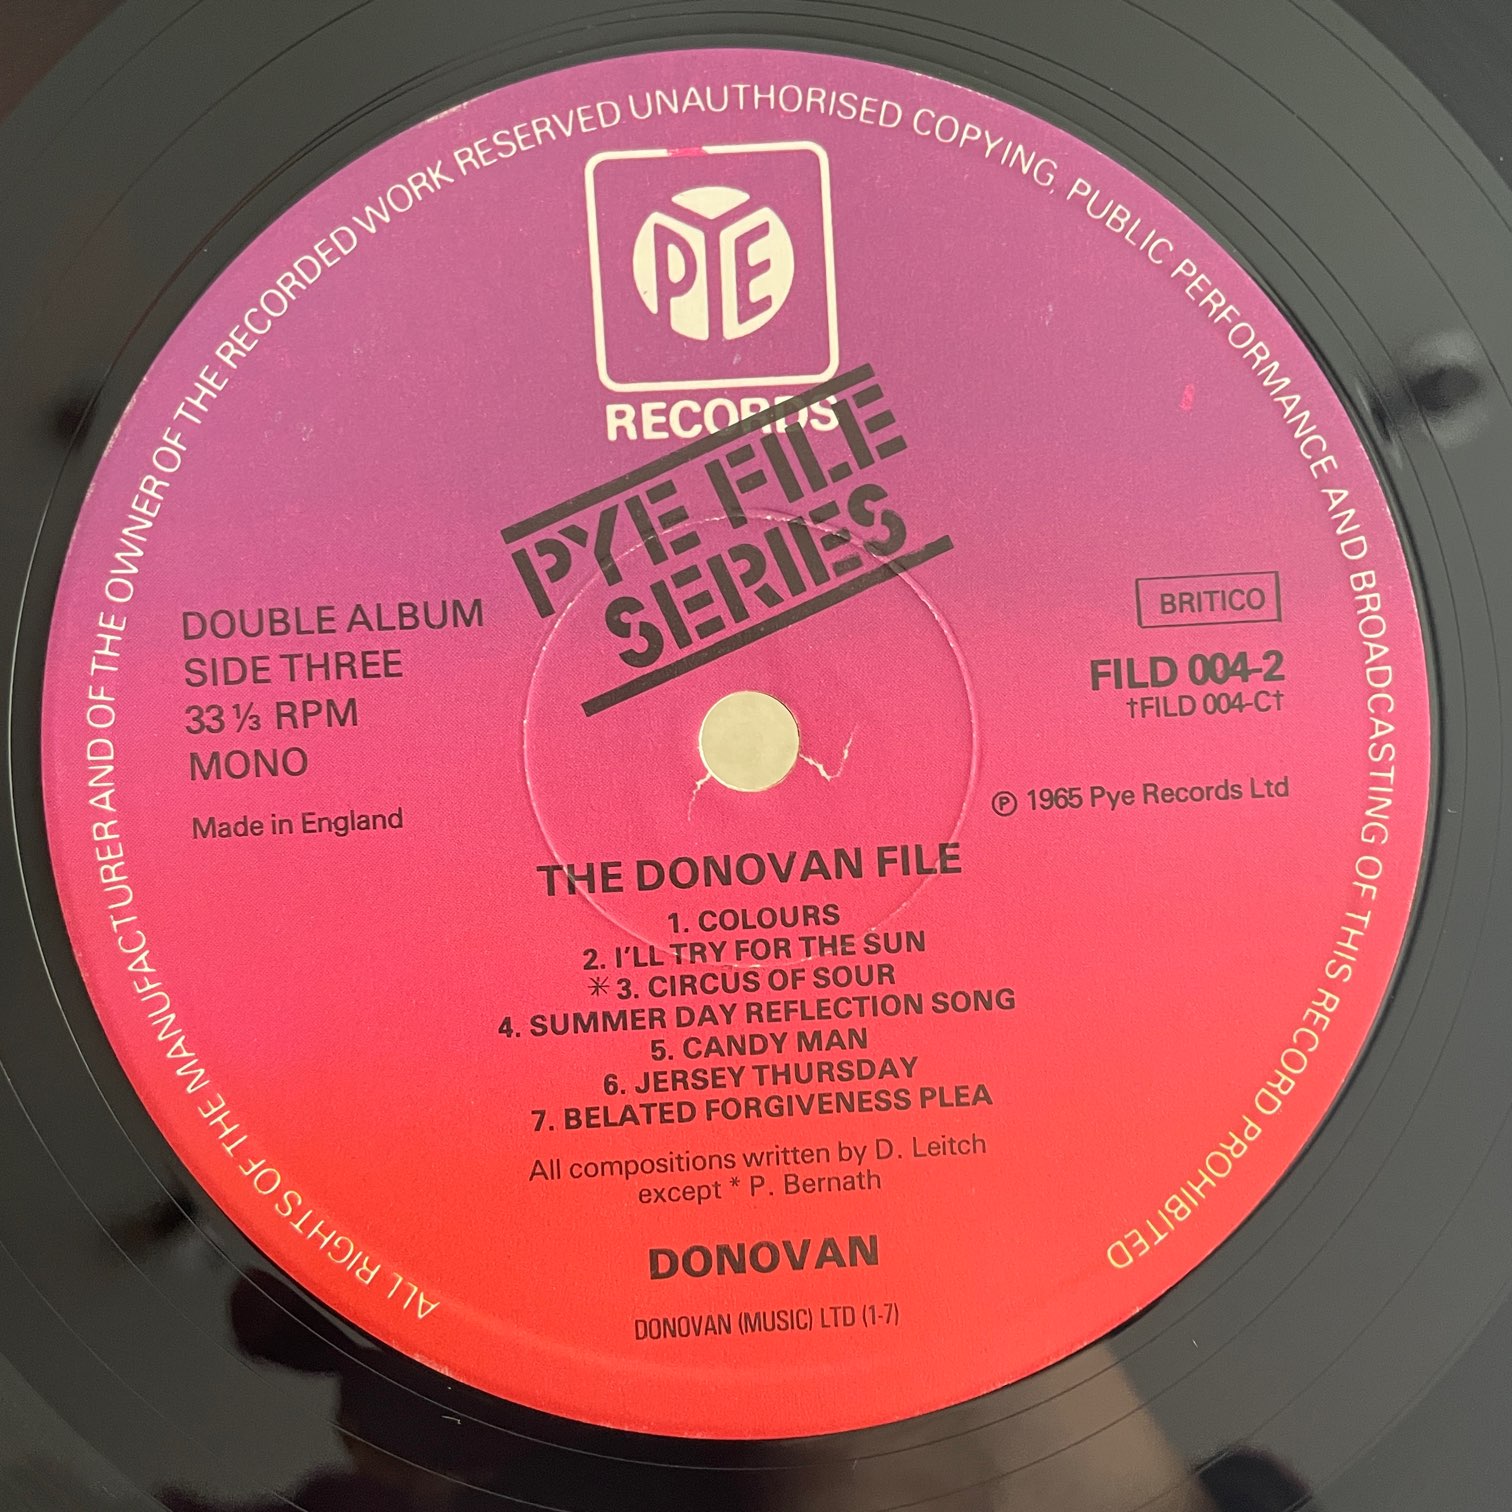 ALL RIGHTS OF THE MANUFACTURER AND OF THE OWNER OF THE RECORDED WORK RESERVED UNAUTHORISED COPYING, PUBLIC PERFORMANCE AND BROADCASTING OF THIS RECORD PROHIBITED
PYE
RECORDS
PYE FILE
SERIES
DOUBLE ALBUM
SIDE THREE
33 ⅓ RPM
MONO
Made in England
BRITICO
FILD 004-2
†FILD 004-C†
℗ 1965 Pye Records Ltd
THE DONOVAN FILE
1. COLOURS
2. I'LL TRY FOR THE SUN
✳ 3. CIRCUS OF SOUR
4. SUMMER DAY REFLECTION SONG
5. CANDY MAN
6. JERSEY THURSDAY
7. BELATED FORGIVENESS PLEA
All compositions written by D. Leitch
except * P. Bernath
DONOVAN
DONOVAN (MUSIC) LTD (1-7)